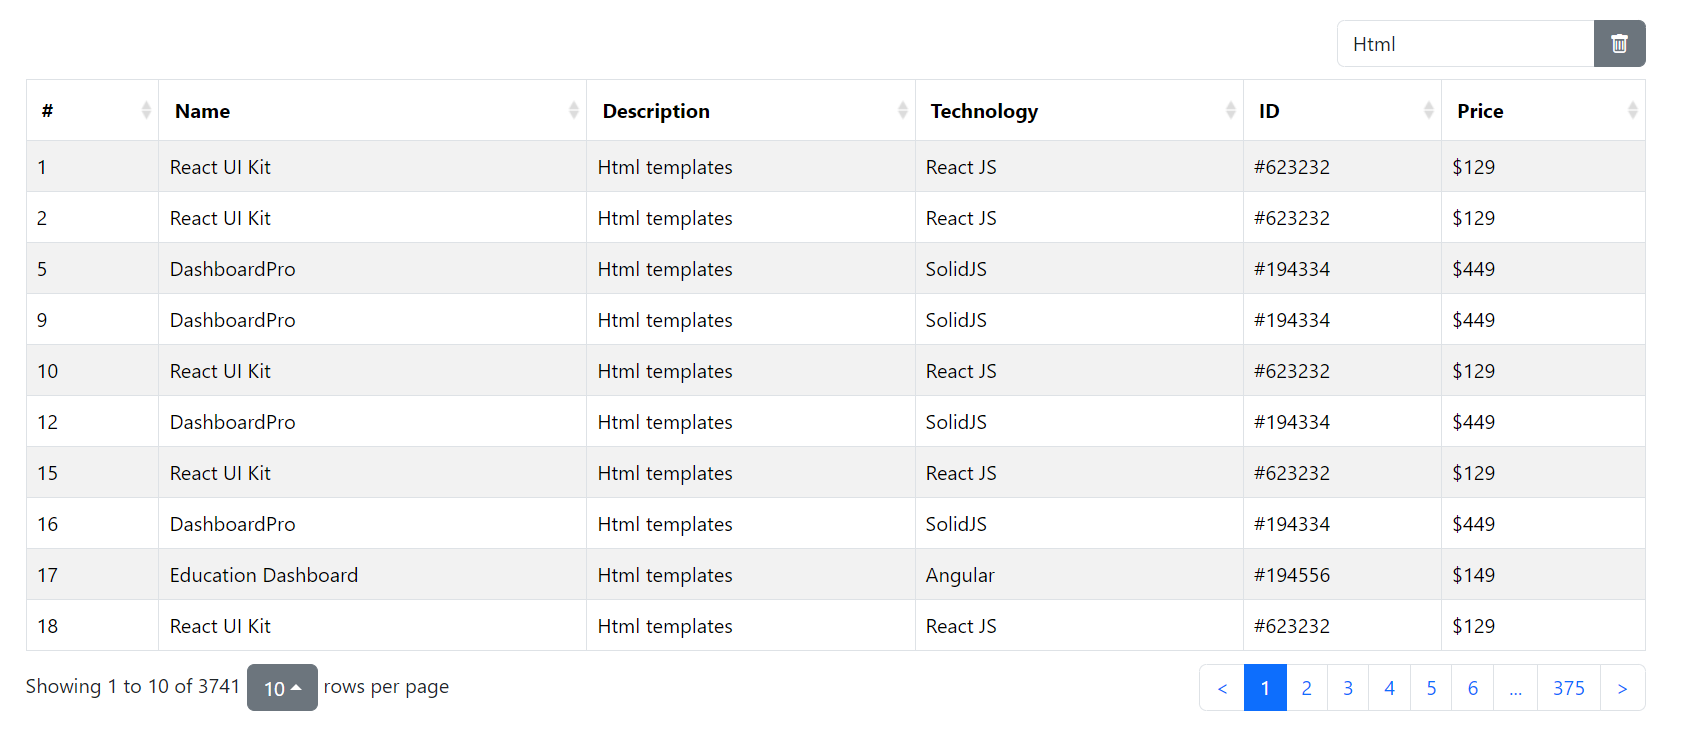 Html
# Name Description Technology ID Price
1 React UI Kit Html templates React JS #623232 $129
2 React UI Kit Html templates React JS #623232 $129
5 DashboardPro Html templates SolidJS #194334 $449
9 DashboardPro Html templates SolidJS #194334 $449
10 React UI Kit Html templates React JS #623232 $129
12 DashboardPro Html templates SolidJS #194334 $449
15 React UI Kit Html templates React JS #623232 $129
16 DashboardPro Html templates SolidJS #194334 $449
17 Education Dashboard Html templates Angular #194556 $149
18 React UI Kit Html templates React JS #623232 $129
Showing 1 to 10 of 3741 10 rows per page < 1 2 3 4 5 6 ... 375 >